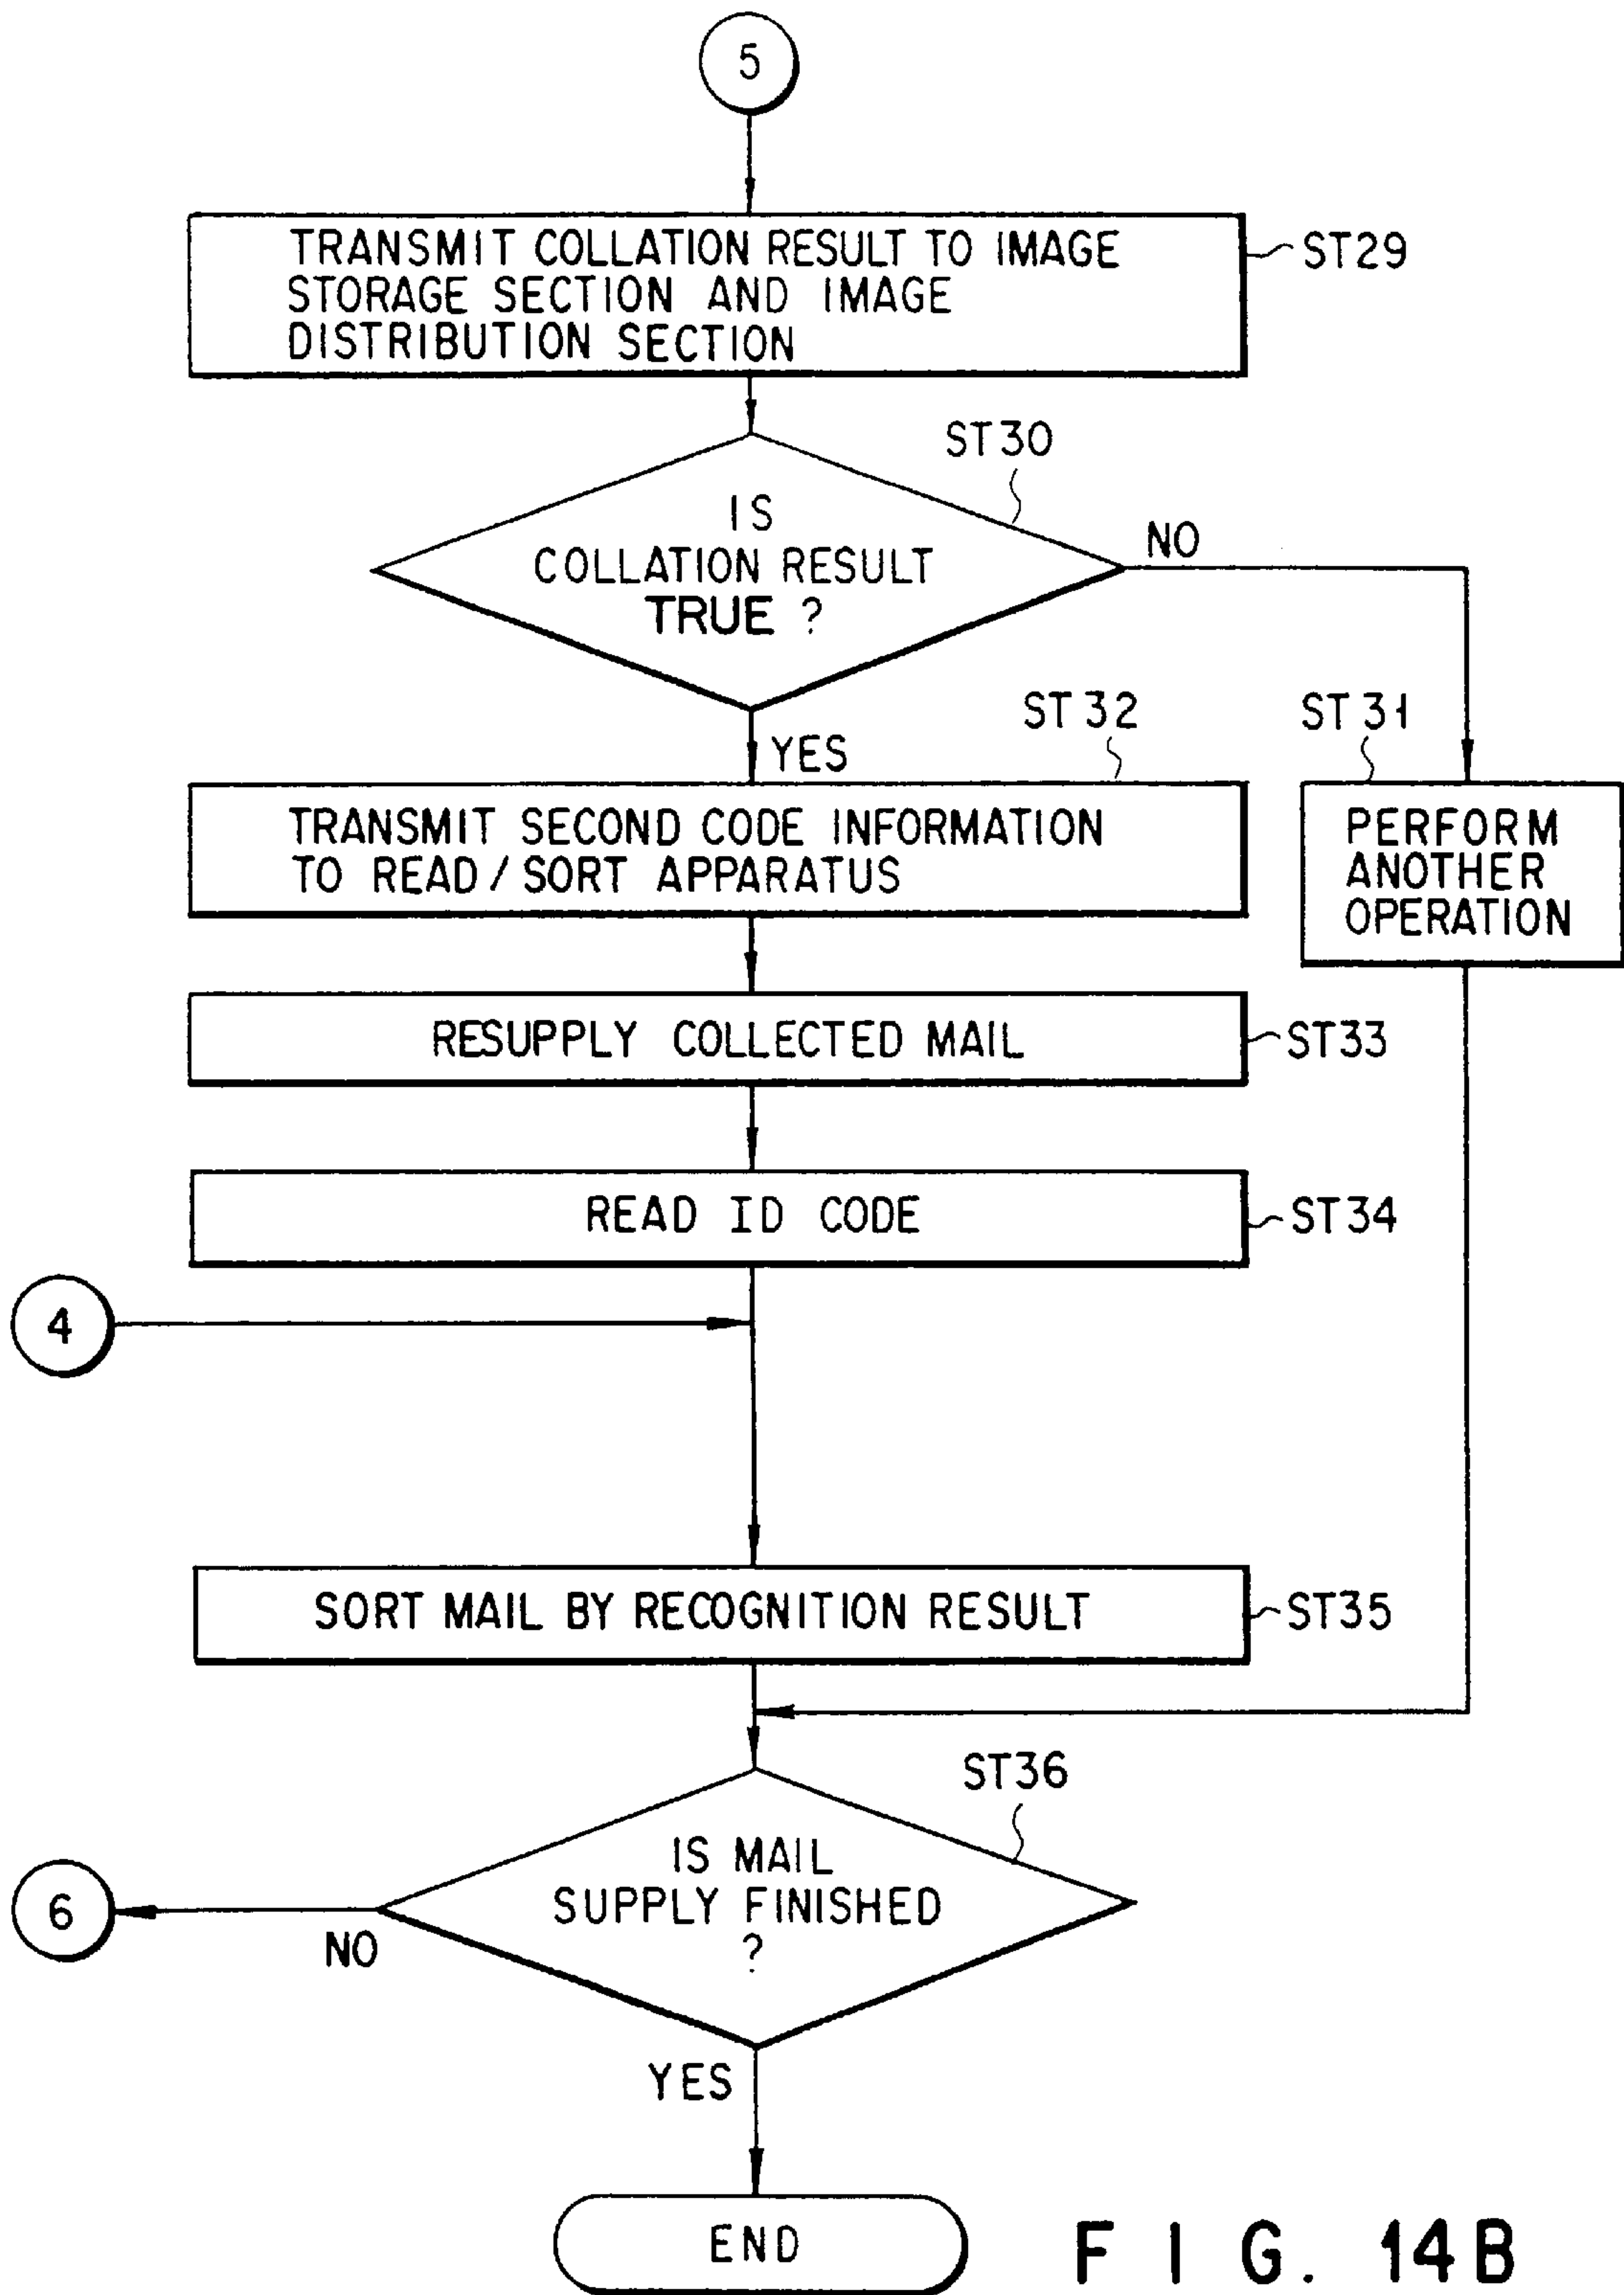 5
TRANSMIT COLLATION RESULT TO IMAGE
STORAGE SECTION AND IMAGE
DISTRIBUTION SECTION
ST29
ST30
IS
COLLATION RESULT
TRUE ?
NO
YES
ST32
ST31
TRANSMIT SECOND CODE INFORMATION
TO READ/SORT APPARATUS
PERFORM
ANOTHER
OPERATION
RESUPPLY COLLECTED MAIL
ST33
READ ID CODE
ST34
4
SORT MAIL BY RECOGNITION RESULT
ST35
ST36
IS MAIL
SUPPLY FINISHED
?
6
NO
YES
END
FIG. 14B